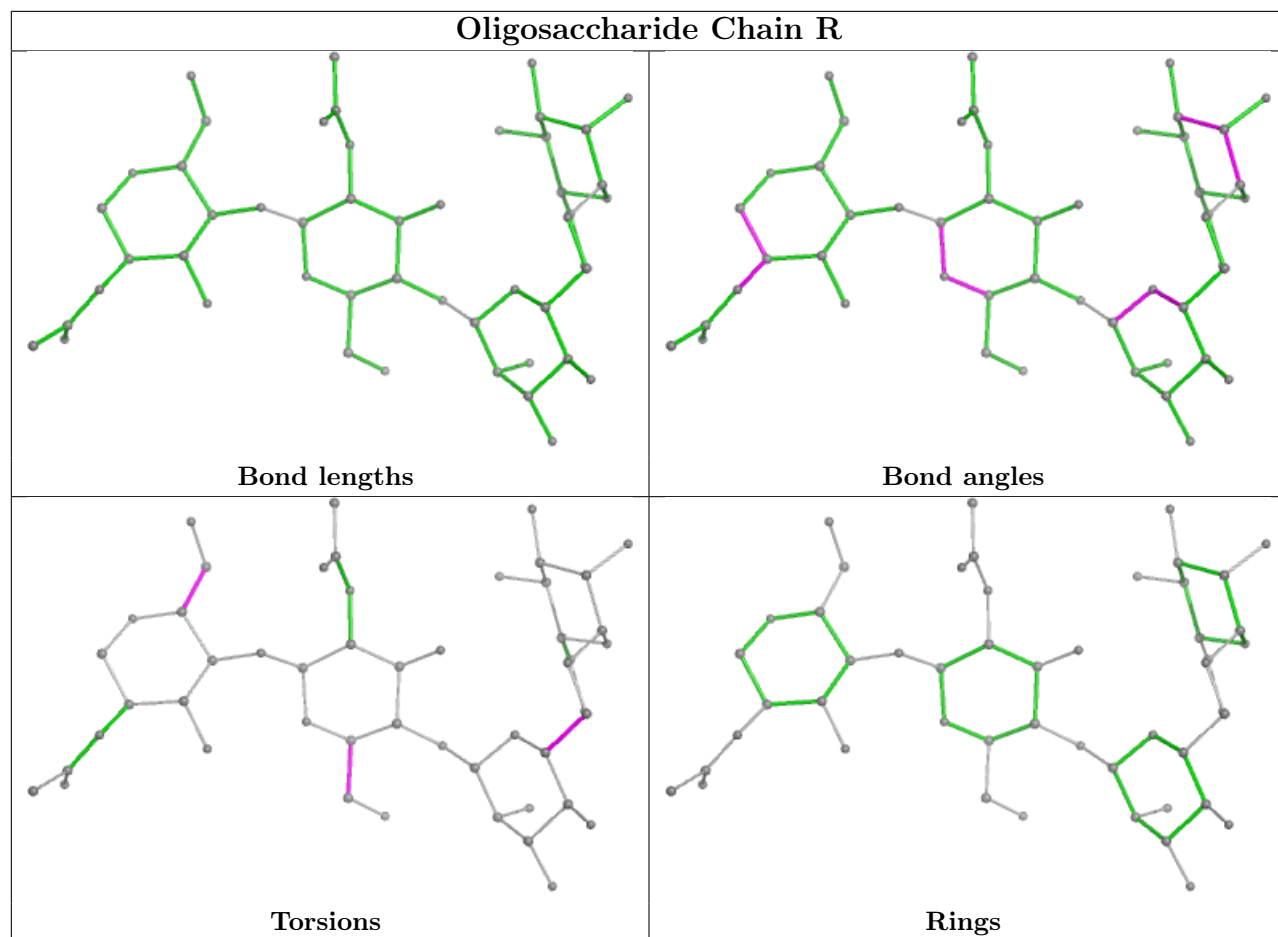 Oligosaccharide Chain R
Bond lengths
Bond angles
Torsions
Rings